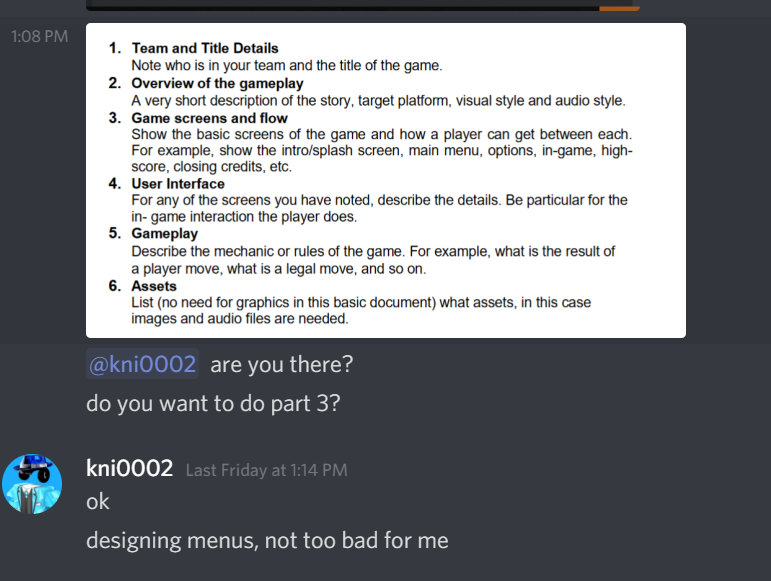 1:08 PM
1. Team and Title Details
Note who is in your team and the title of the game.
2. Overview of the gameplay
A very short description of the story, target platform, visual style and audio style.
3. Game screens and flow
Show the basic screens of the game and how a player can get between each.
For example, show the intro/splash screen, main menu, options, in-game, high-
score, closing credits, etc.
4. User Interface
For any of the screens you have noted, describe the details. Be particular for the
in- game interaction the player does.
5. Gameplay
Describe the mechanic or rules of the game. For example, what is the result of
a player move, what is a legal move, and so on.
6. Assets
List (no need for graphics in this basic document) what assets, in this case
images and audio files are needed.
@kni0002 are you there?
do you want to do part 3?
kni0002 Last Friday at 1:14 PM
ok
designing menus, not too bad for me